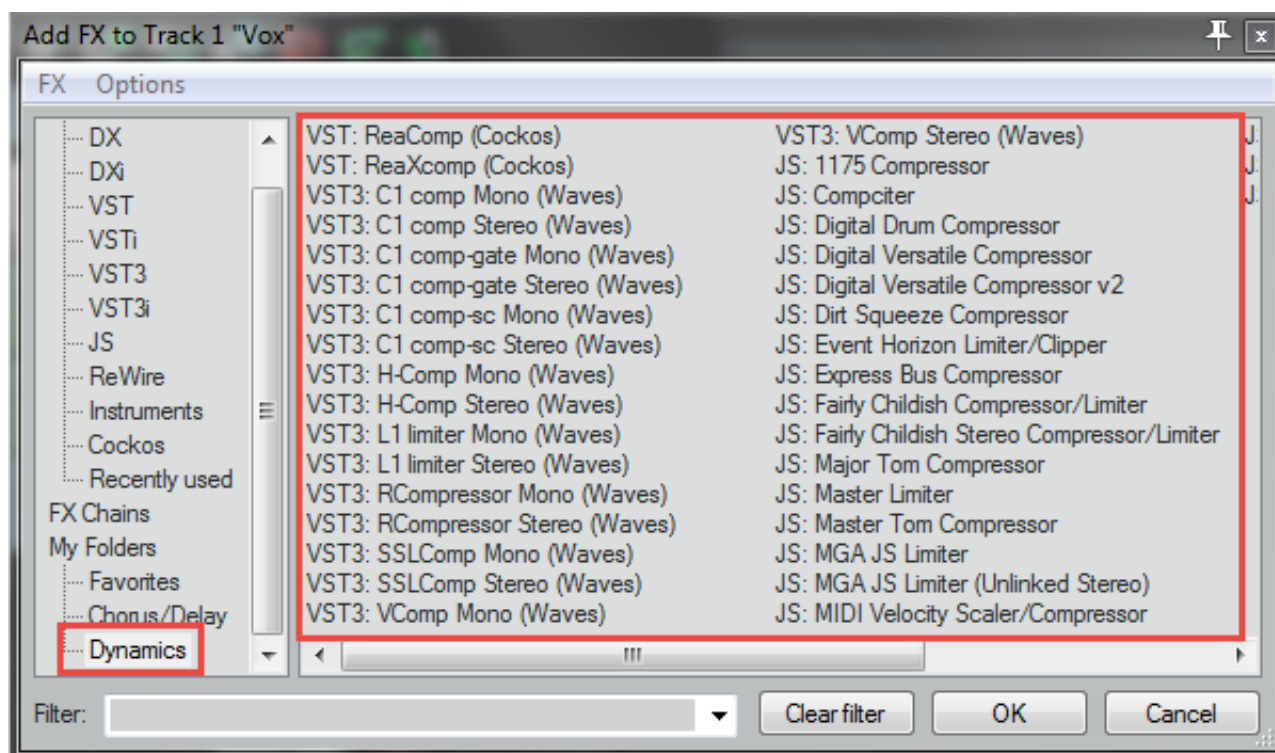 Add FX to Track 1 "Vox"
FX Options
DX
DXi
VST
VSTi
VST3
VST3i
JS
ReWire
Instruments
Cockos
Recently used
FX Chains
My Folders
Favorites
Chorus/Delay
Dynamics
VST: ReaComp (Cockos)
VST: ReaXcomp (Cockos)
VST3: C1 comp Mono (Waves)
VST3: C1 comp Stereo (Waves)
VST3: C1 comp-gate Mono (Waves)
VST3: C1 comp-gate Stereo (Waves)
VST3: C1 comp-sc Mono (Waves)
VST3: C1 comp-sc Stereo (Waves)
VST3: H-Comp Mono (Waves)
VST3: H-Comp Stereo (Waves)
VST3: L1 limiter Mono (Waves)
VST3: L1 limiter Stereo (Waves)
VST3: RCompressor Mono (Waves)
VST3: RCompressor Stereo (Waves)
VST3: SSLComp Mono (Waves)
VST3: SSLComp Stereo (Waves)
VST3: VComp Mono (Waves)
VST3: VComp Stereo (Waves)
JS: 1175 Compressor
JS: Compciter
JS: Digital Drum Compressor
JS: Digital Versatile Compressor
JS: Digital Versatile Compressor v2
JS: Dirt Squeeze Compressor
JS: Event Horizon Limiter/Clipper
JS: Express Bus Compressor
JS: Fairly Childish Compressor/Limiter
JS: Fairly Childish Stereo Compressor/Limiter
JS: Major Tom Compressor
JS: Master Limiter
JS: Master Tom Compressor
JS: MGA JS Limiter
JS: MGA JS Limiter (Unlinked Stereo)
JS: MIDI Velocity Scaler/Compressor
Filter:
Clear filter
OK
Cancel